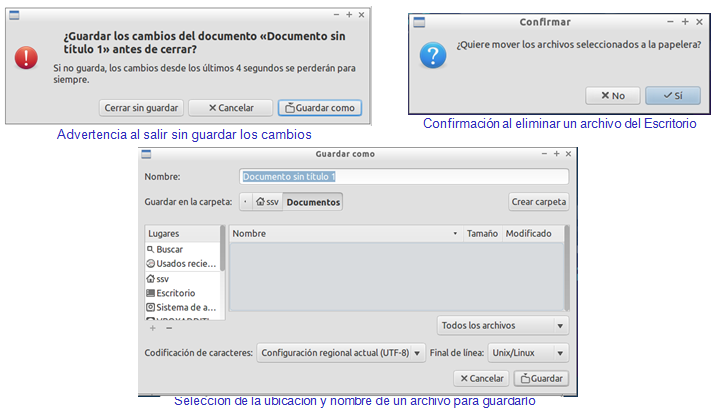 ¿Guardar los cambios del documento «Documento sin
título 1» antes de cerrar?
Si no guarda, los cambios desde los últimos 4 segundos se perderán para
siempre.
Cerrar sin guardar
Cancelar
Guardar como
Advertencia al salir sin guardar los cambios
Confirmar
¿Quiere mover los archivos seleccionados a la papelera?
No
Sí
Confirmación al eliminar un archivo del Escritorio
Guardar como
Nombre:
Documento sin título 1
Guardar en la carpeta:
ssv
Documentos
Crear carpeta
Lugares
Buscar
Usados recie...
ssv
Escritorio
Sistema de a...
Nombre
Tamaño
Modificado
Todos los archivos
Codificación de caracteres:
Configuración regional actual (UTF-8)
Final de línea:
Unix/Linux
Cancelar
Guardar
Selección de la ubicación y nombre de un archivo para guardarlo